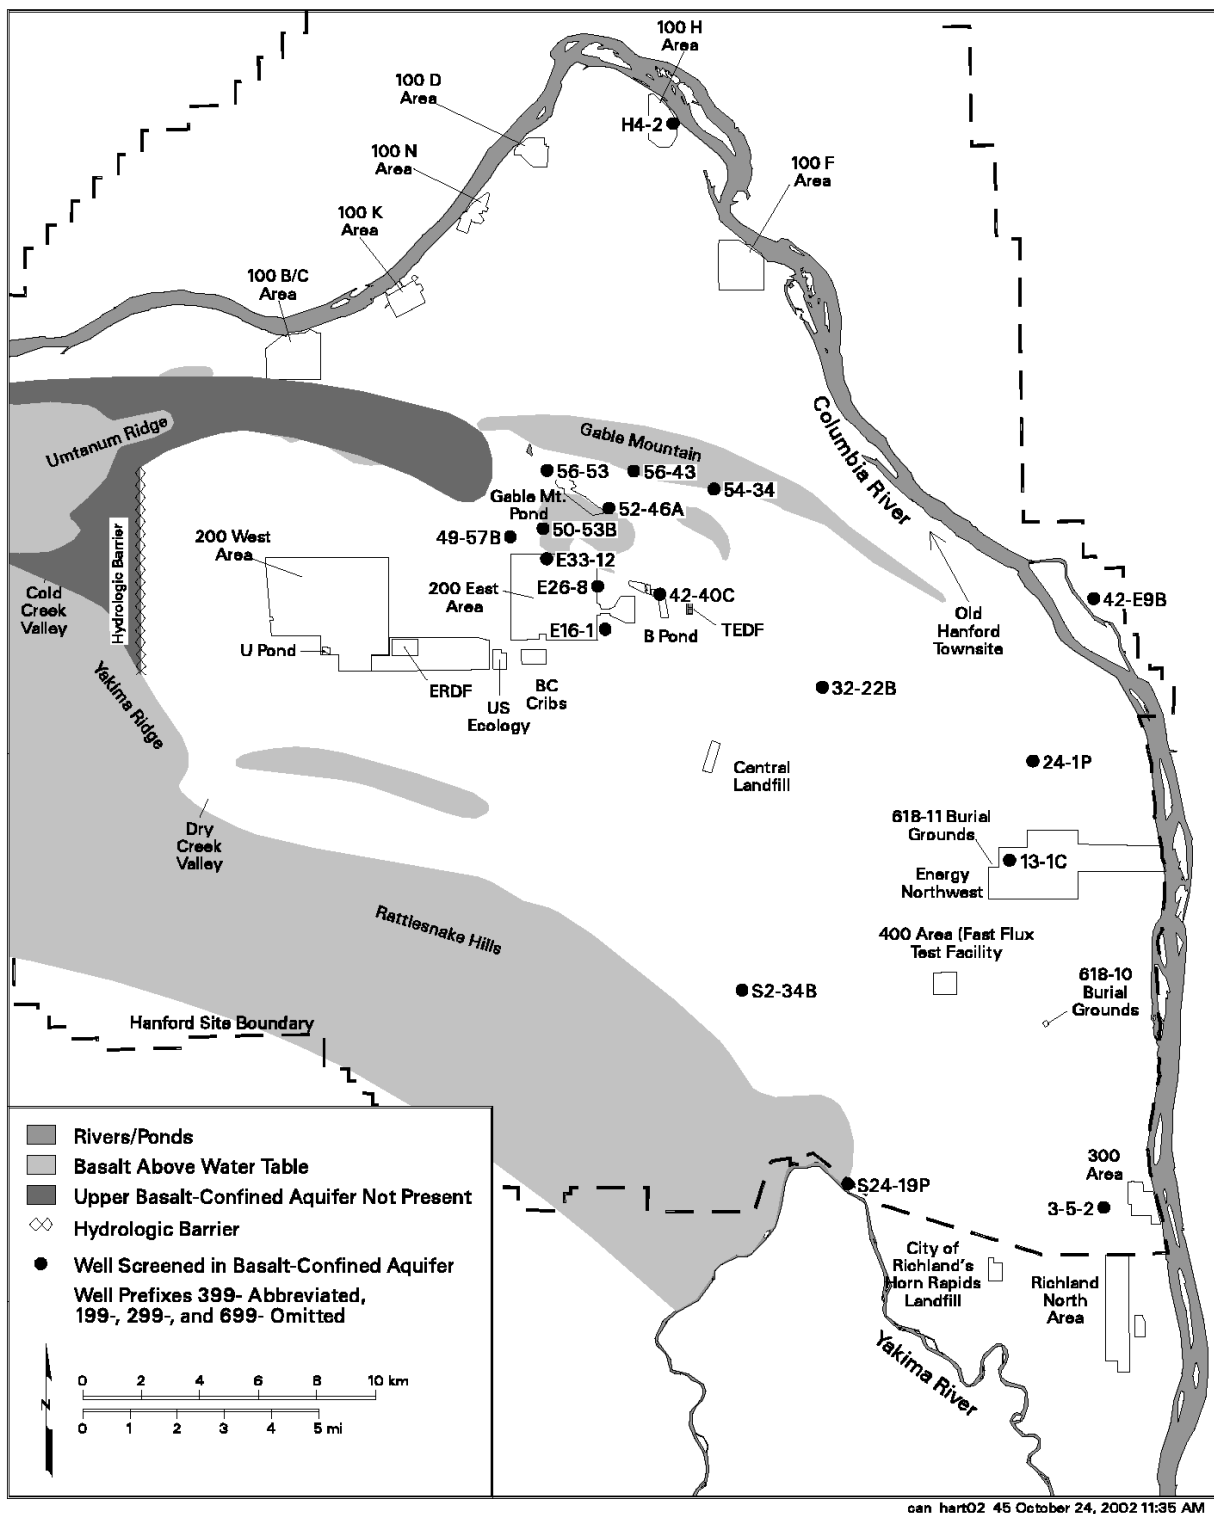 100 H
Area
100 D
Area
H4-2
100 N
Area
100 F
Area
100 K
Area
100 B/C
Area
Columbia River
Umtanum Ridge
Gable Mountain
56-53
56-43
54-34
Gable Mt.
Pond
52-46A
50-53B
49-57B
200 West
Area
E33-12
Hydrologic Barrier
200 East
Area
E26-8
42-40C
42-E9B
Cold
Creek
Valley
Old
Hanford
Townsite
E16-1
B Pond
TEDF
U Pond
Yakima Ridge
ERDF
BC
Cribs
US
Ecology
32-22B
24-1P
Central
Landfill
618-11 Burial
Grounds
Dry
Creek
Valley
13-1C
Energy
Northwest
Rattlesnake Hills
400 Area (Fast Flux
Test Facility
618-10
Burial
Grounds
S2-34B
Hanford Site Boundary
Rivers/Ponds
Basalt Above Water Table
Upper Basalt-Confined Aquifer Not Present
Hydrologic Barrier
Well Screened in Basalt-Confined Aquifer
Well Prefixes 399- Abbreviated,
199-, 299-, and 699- Omitted
300
Area
S24-19P
3-5-2
City of
Richland's
Horn Rapids
Landfill
Richland
North
Area
Yakima River
N
0 2 4 6 8 10 km
0 1 2 3 4 5 mi
can_hart02_45 October 24, 2002 11:35 AM